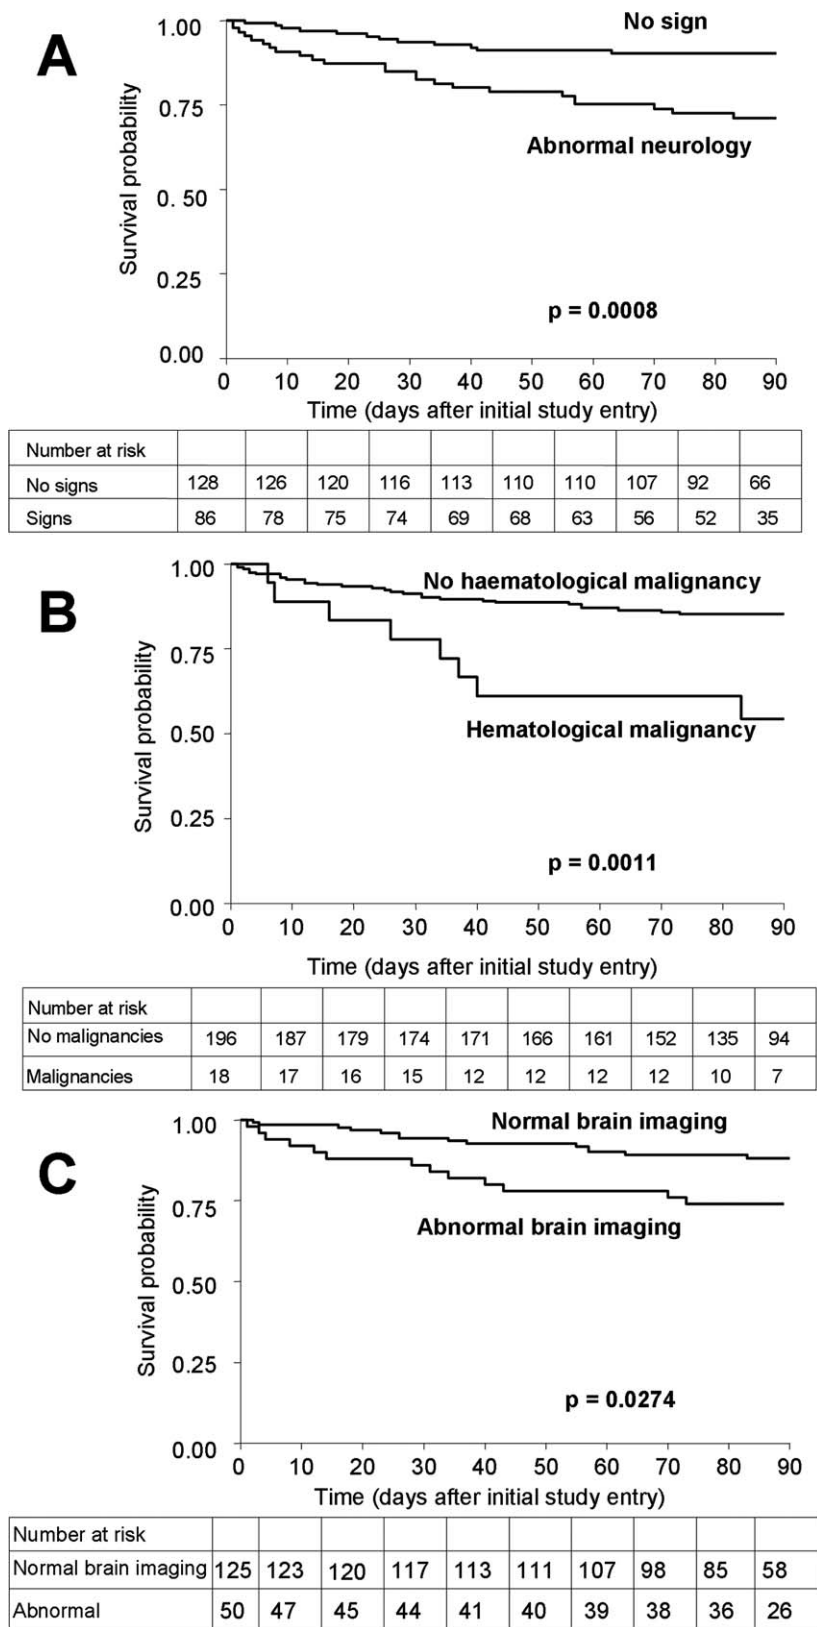 A
1.00
No sign
0.75
Abnormal neurology
0. 50
0.25
p = 0.0008
0.00
Survival probability
0 10 20 30 40 50 60 70 80 90
Time (days after initial study entry)
Number at risk
No signs 128 126 120 116 113 110 110 107 92 66
Signs 86 78 75 74 69 68 63 56 52 35
B
1.00
No haematological malignancy
0.75
Hematological malignancy
0.50
0.25
p = 0.0011
0.00
Survival probability
0 10 20 30 40 50 60 70 80 90
Time (days after initial study entry)
Number at risk
No malignancies 196 187 179 174 171 166 161 152 135 94
Malignancies 18 17 16 15 12 12 12 12 10 7
C
1.00
Normal brain imaging
0.75
Abnormal brain imaging
0.50
0.25
p = 0.0274
0.00
Survival probability
0 10 20 30 40 50 60 70 80 90
Time (days after initial study entry)
Number at risk
Normal brain imaging 125 123 120 117 113 111 107 98 85 58
Abnormal 50 47 45 44 41 40 39 38 36 26